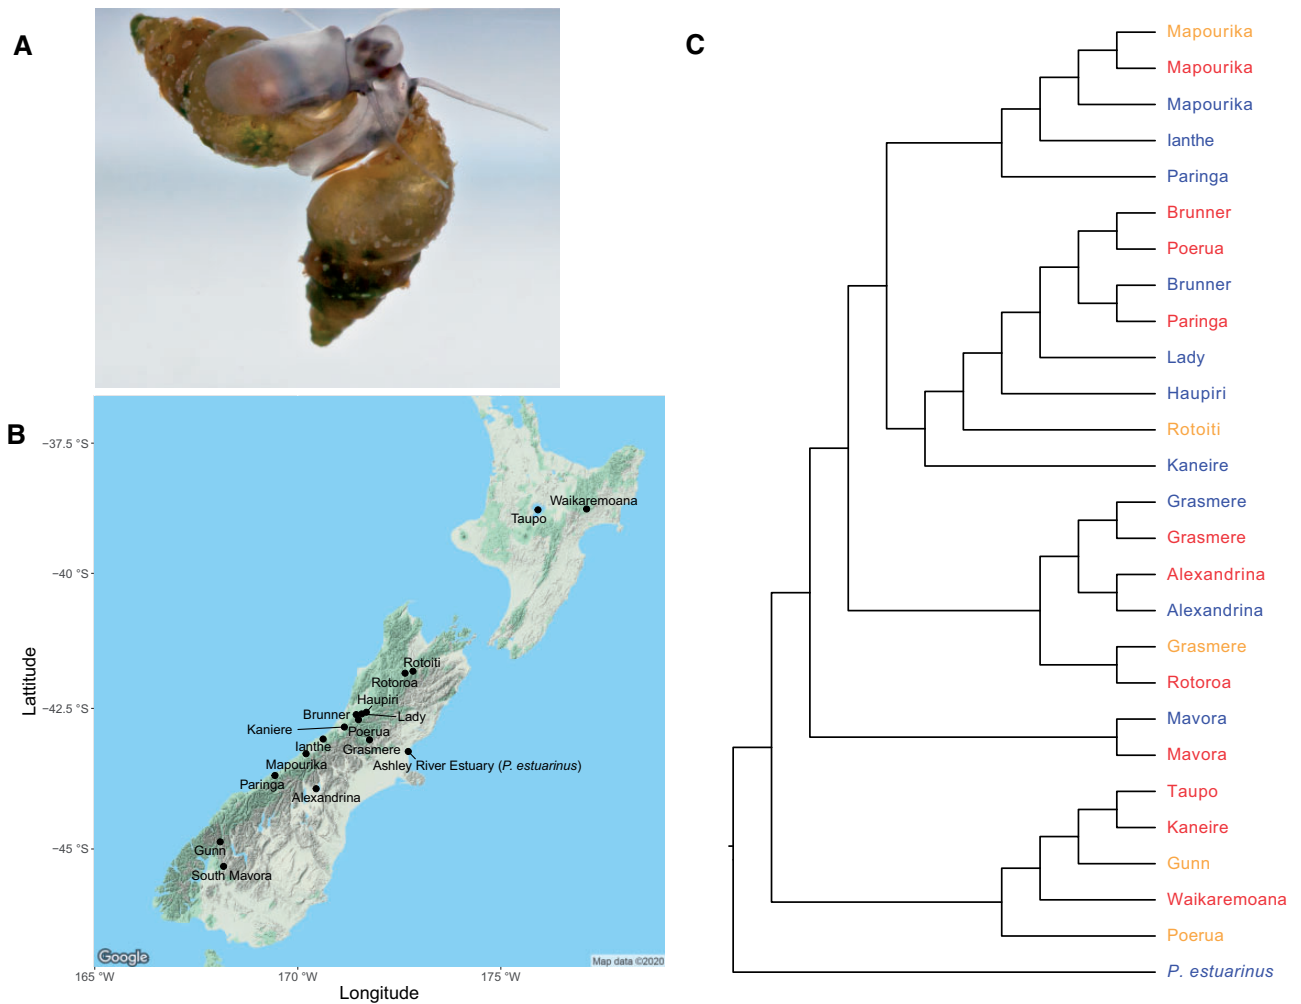 A
B
−37.5 °S
−40 °S
−42.5 °S
−45 °S
Lattitude
Waikaremoana
Taupo
Rotoiti
Rotoroa
Haupiri
Brunner
Lady
Kaniere
Poerua
Ianthe
Grasmere
Mapourika
Ashley River Estuary (P. estuarinus)
Paringa
Alexandrina
Gunn
South Mavora
Google
Map data ©2020
165 °W
170 °W
175 °W
Longitude
C
Mapourika
Mapourika
Mapourika
Ianthe
Paringa
Brunner
Poerua
Brunner
Paringa
Lady
Haupiri
Rotoiti
Kaneire
Grasmere
Grasmere
Alexandrina
Alexandrina
Grasmere
Rotoroa
Mavora
Mavora
Taupo
Kaneire
Gunn
Waikaremoana
Poerua
P. estuarinus